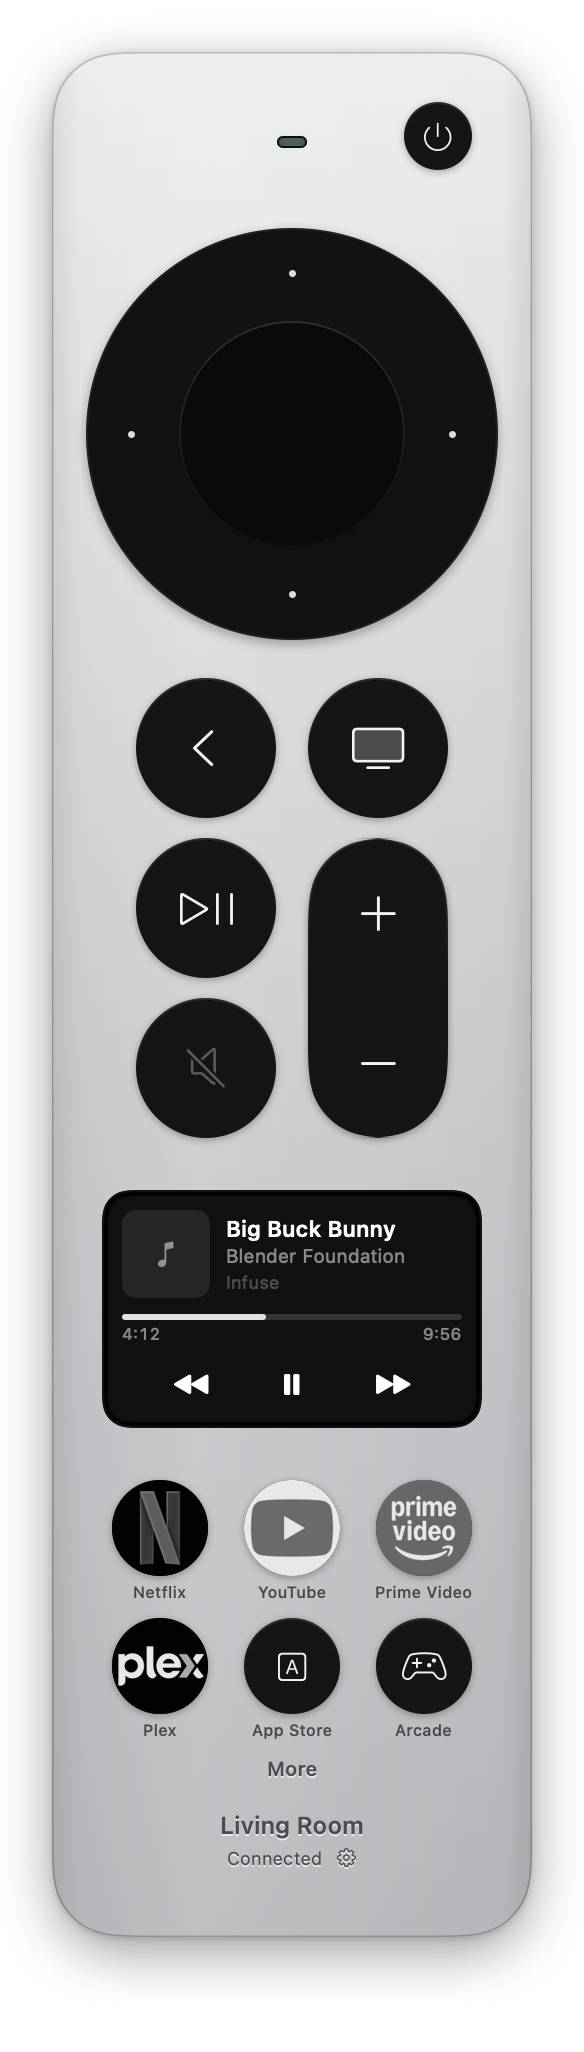 Big Buck Bunny
Blender Foundation
Infuse
4:12 9:56
prime
video
Netflix YouTube Prime Video
plex
A
Plex App Store Arcade
More
Living Room
Connected